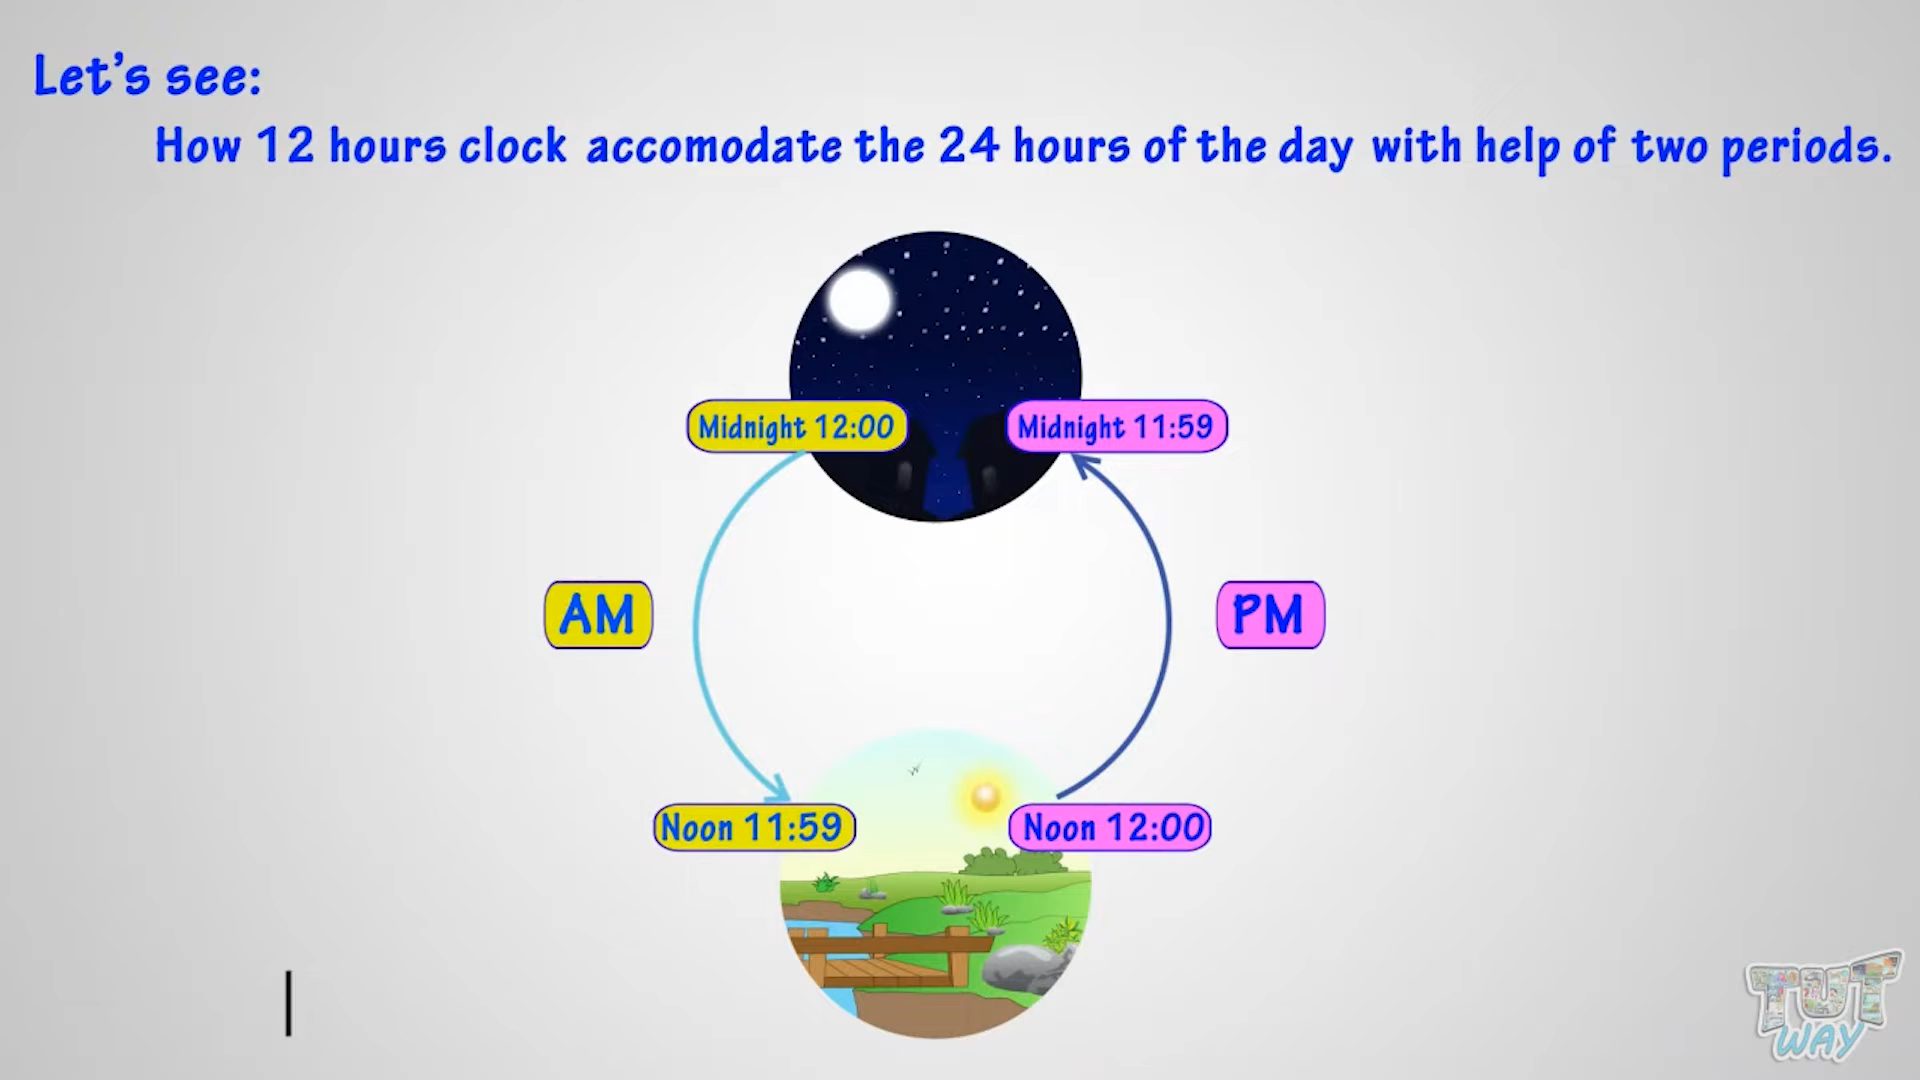 Let's see:
How 12 hours clock accomodate the 24 hours of the day with help of two periods.
Midnight 12:00
Midnight 11:59
AM
PM
Noon 11:59
Noon 12:00
TUT
WAY